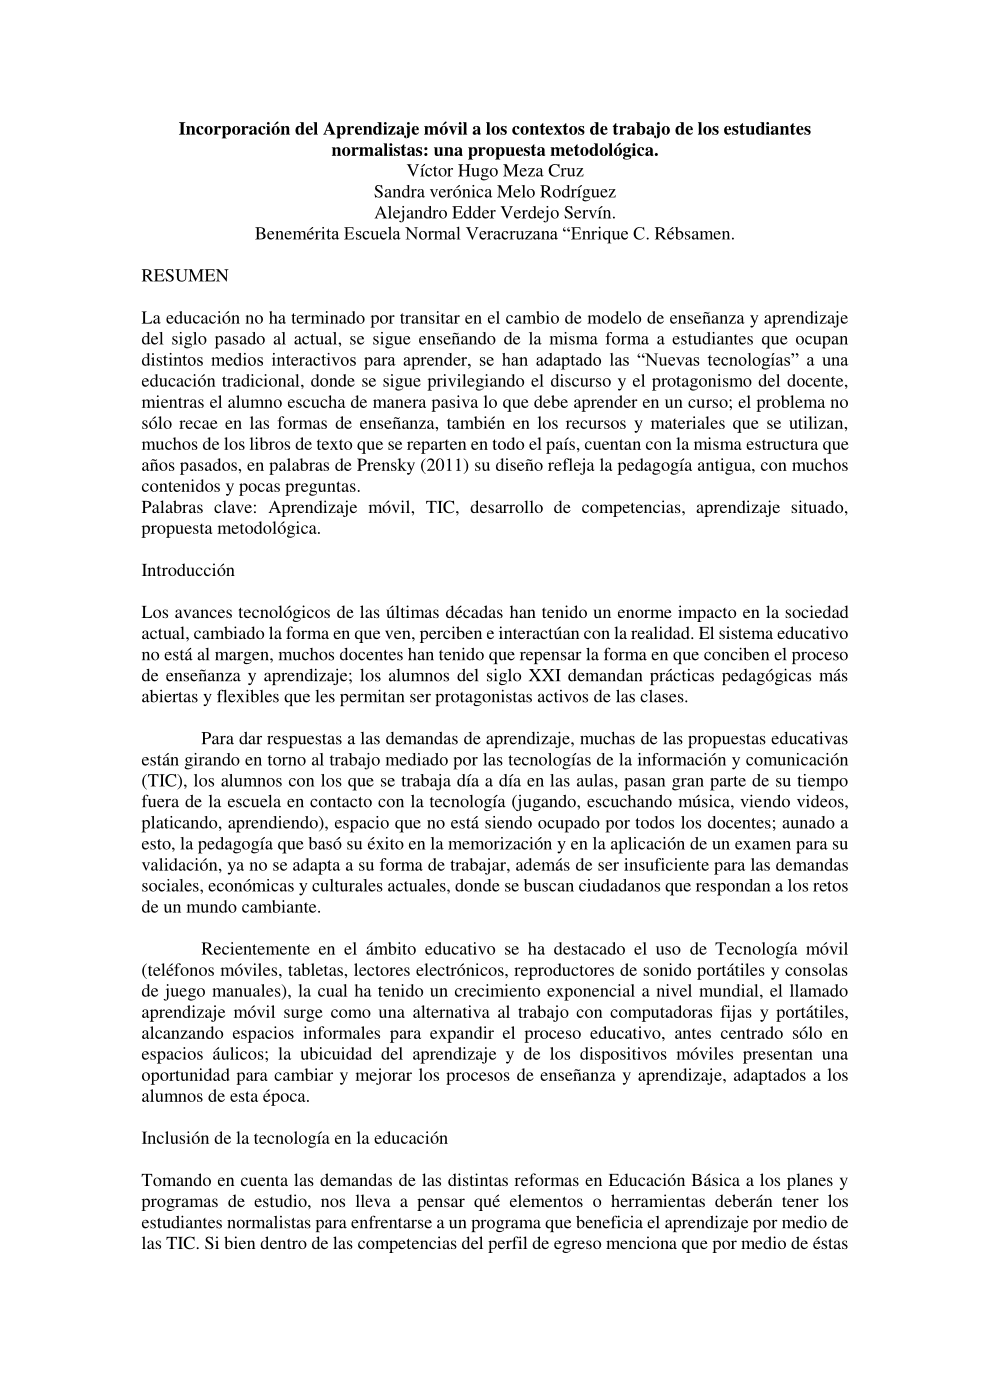 Incorporación del Aprendizaje móvil a los contextos de trabajo de los estudiantes
normalistas: una propuesta metodológica.
Víctor Hugo Meza Cruz
Sandra verónica Melo Rodríguez
Alejandro Edder Verdejo Servín.
Benemérita Escuela Normal Veracruzana “Enrique C. Rébsamen.
RESUMEN
La educación no ha terminado por transitar en el cambio de modelo de enseñanza y aprendizaje
del siglo pasado al actual, se sigue enseñando de la misma forma a estudiantes que ocupan
distintos medios interactivos para aprender, se han adaptado las “Nuevas tecnologías” a una
educación tradicional, donde se sigue privilegiando el discurso y el protagonismo del docente,
mientras el alumno escucha de manera pasiva lo que debe aprender en un curso; el problema no
sólo recae en las formas de enseñanza, también en los recursos y materiales que se utilizan,
muchos de los libros de texto que se reparten en todo el país, cuentan con la misma estructura que
años pasados, en palabras de Prensky (2011) su diseño refleja la pedagogía antigua, con muchos
contenidos y pocas preguntas.
Palabras clave: Aprendizaje móvil, TIC, desarrollo de competencias, aprendizaje situado,
propuesta metodológica.
Introducción
Los avances tecnológicos de las últimas décadas han tenido un enorme impacto en la sociedad
actual, cambiado la forma en que ven, perciben e interactúan con la realidad. El sistema educativo
no está al margen, muchos docentes han tenido que repensar la forma en que conciben el proceso
de enseñanza y aprendizaje; los alumnos del siglo XXI demandan prácticas pedagógicas más
abiertas y flexibles que les permitan ser protagonistas activos de las clases.
Para dar respuestas a las demandas de aprendizaje, muchas de las propuestas educativas
están girando en torno al trabajo mediado por las tecnologías de la información y comunicación
(TIC), los alumnos con los que se trabaja día a día en las aulas, pasan gran parte de su tiempo
fuera de la escuela en contacto con la tecnología (jugando, escuchando música, viendo videos,
platicando, aprendiendo), espacio que no está siendo ocupado por todos los docentes; aunado a
esto, la pedagogía que basó su éxito en la memorización y en la aplicación de un examen para su
validación, ya no se adapta a su forma de trabajar, además de ser insuficiente para las demandas
sociales, económicas y culturales actuales, donde se buscan ciudadanos que respondan a los retos
de un mundo cambiante.
Recientemente en el ámbito educativo se ha destacado el uso de Tecnología móvil
(teléfonos móviles, tabletas, lectores electrónicos, reproductores de sonido portátiles y consolas
de juego manuales), la cual ha tenido un crecimiento exponencial a nivel mundial, el llamado
aprendizaje móvil surge como una alternativa al trabajo con computadoras fijas y portátiles,
alcanzando espacios informales para expandir el proceso educativo, antes centrado sólo en
espacios áulicos; la ubicuidad del aprendizaje y de los dispositivos móviles presentan una
oportunidad para cambiar y mejorar los procesos de enseñanza y aprendizaje, adaptados a los
alumnos de esta época.
Inclusión de la tecnología en la educación
Tomando en cuenta las demandas de las distintas reformas en Educación Básica a los planes y
programas de estudio, nos lleva a pensar qué elementos o herramientas deberán tener los
estudiantes normalistas para enfrentarse a un programa que beneficia el aprendizaje por medio de
las TIC. Si bien dentro de las competencias del perfil de egreso menciona que por medio de éstas